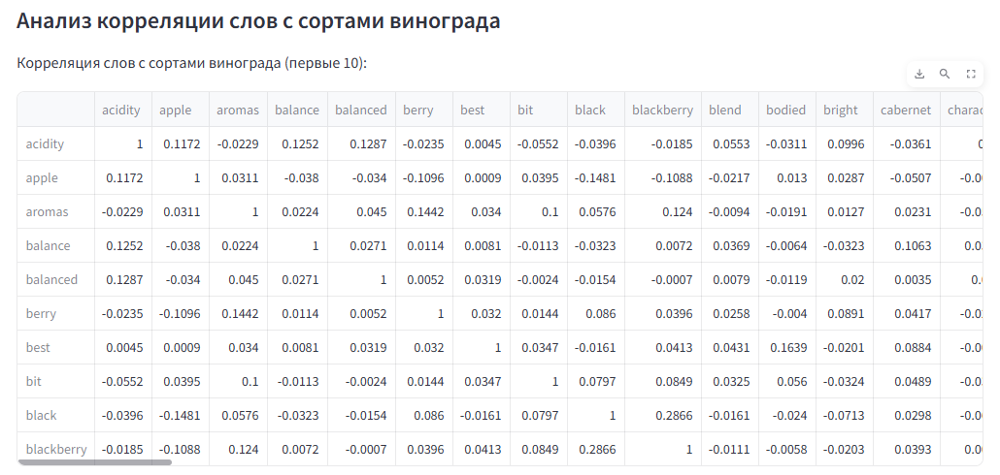 Анализ корреляции слов с сортами винограда
Корреляция слов с сортами винограда (первые 10):
acidity apple aromas balance balanced berry best bit black blackberry blend bodied bright cabernet charac
acidity 1 0.1172 -0.0229 0.1252 0.1287 -0.0235 0.0045 -0.0552 -0.0396 -0.0185 0.0553 -0.0311 0.0996 -0.0361
apple 0.1172 1 0.0311 -0.038 -0.034 -0.1096 0.0009 0.0395 -0.1481 -0.1088 -0.0217 0.013 0.0287 -0.0507
aromas -0.0229 0.0311 1 0.0224 0.045 0.1442 0.034 0.1 0.0576 0.124 -0.0094 -0.0191 0.0127 0.0231
balance 0.1252 -0.038 0.0224 1 0.0271 0.0114 0.0081 -0.0113 -0.0323 0.0072 0.0369 -0.0064 -0.0323 0.1063
balanced 0.1287 -0.034 0.045 0.0271 1 0.0052 0.0319 -0.0024 -0.0154 -0.0007 0.0079 -0.0119 0.02 0.0035
berry -0.0235 -0.1096 0.1442 0.0114 0.0052 1 0.032 0.0144 0.086 0.0396 0.0258 -0.004 0.0891 0.0417
best 0.0045 0.0009 0.034 0.0081 0.0319 0.032 1 0.0347 -0.0161 0.0413 0.0431 0.1639 -0.0201 0.0884
bit -0.0552 0.0395 0.1 -0.0113 -0.0024 0.0144 0.0347 1 0.0797 0.0849 0.0325 0.056 -0.0324 0.0489
black -0.0396 -0.1481 0.0576 -0.0323 -0.0154 0.086 -0.0161 0.0797 1 0.2866 -0.0161 -0.024 -0.0713 0.0298
blackberry -0.0185 -0.1088 0.124 0.0072 -0.0007 0.0396 0.0413 0.0849 0.2866 1 -0.0111 -0.0058 -0.0203 0.0393